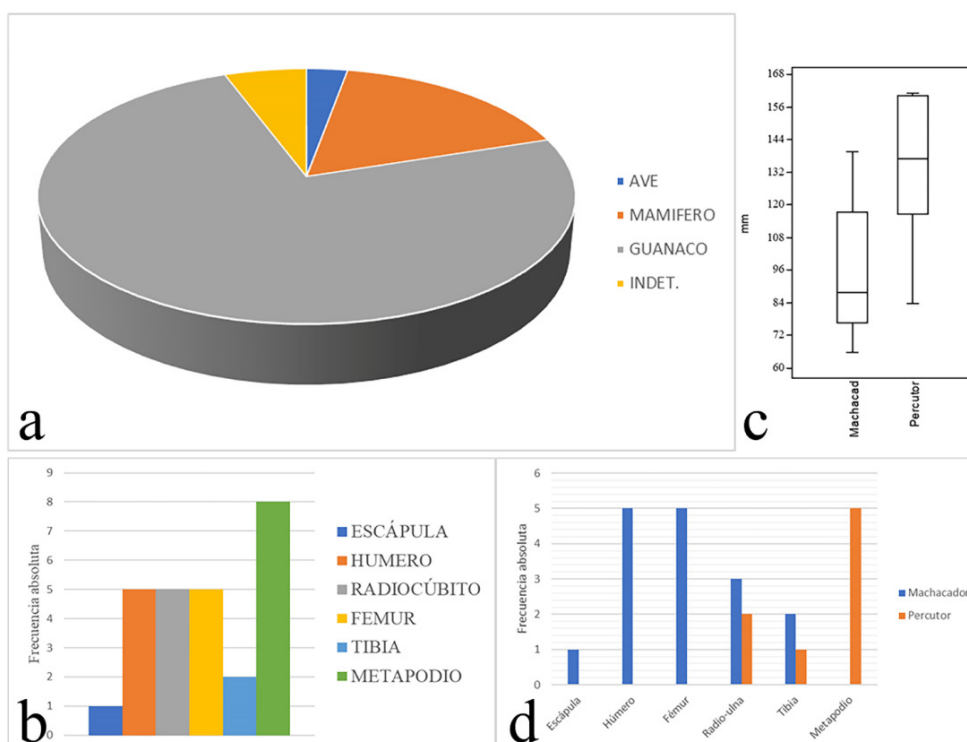 AVE
MAMIFERO
GUANACO
INDET.
a
168
156
144
132
120
108
96
84
72
60
mm
Machacad
Percutor
c
9
8
7
6
5
4
3
2
1
0
Frecuencia absoluta
ESCÁPULA
HUMERO
RADIOCÚBITO
FEMUR
TIBIA
METAPODIO
b
6
5
4
3
2
1
0
Frecuencia absoluta
Escápula
Húmero
Fémur
Radio-ulna
Tibia
Metapodio
Machacador
Percutor
d